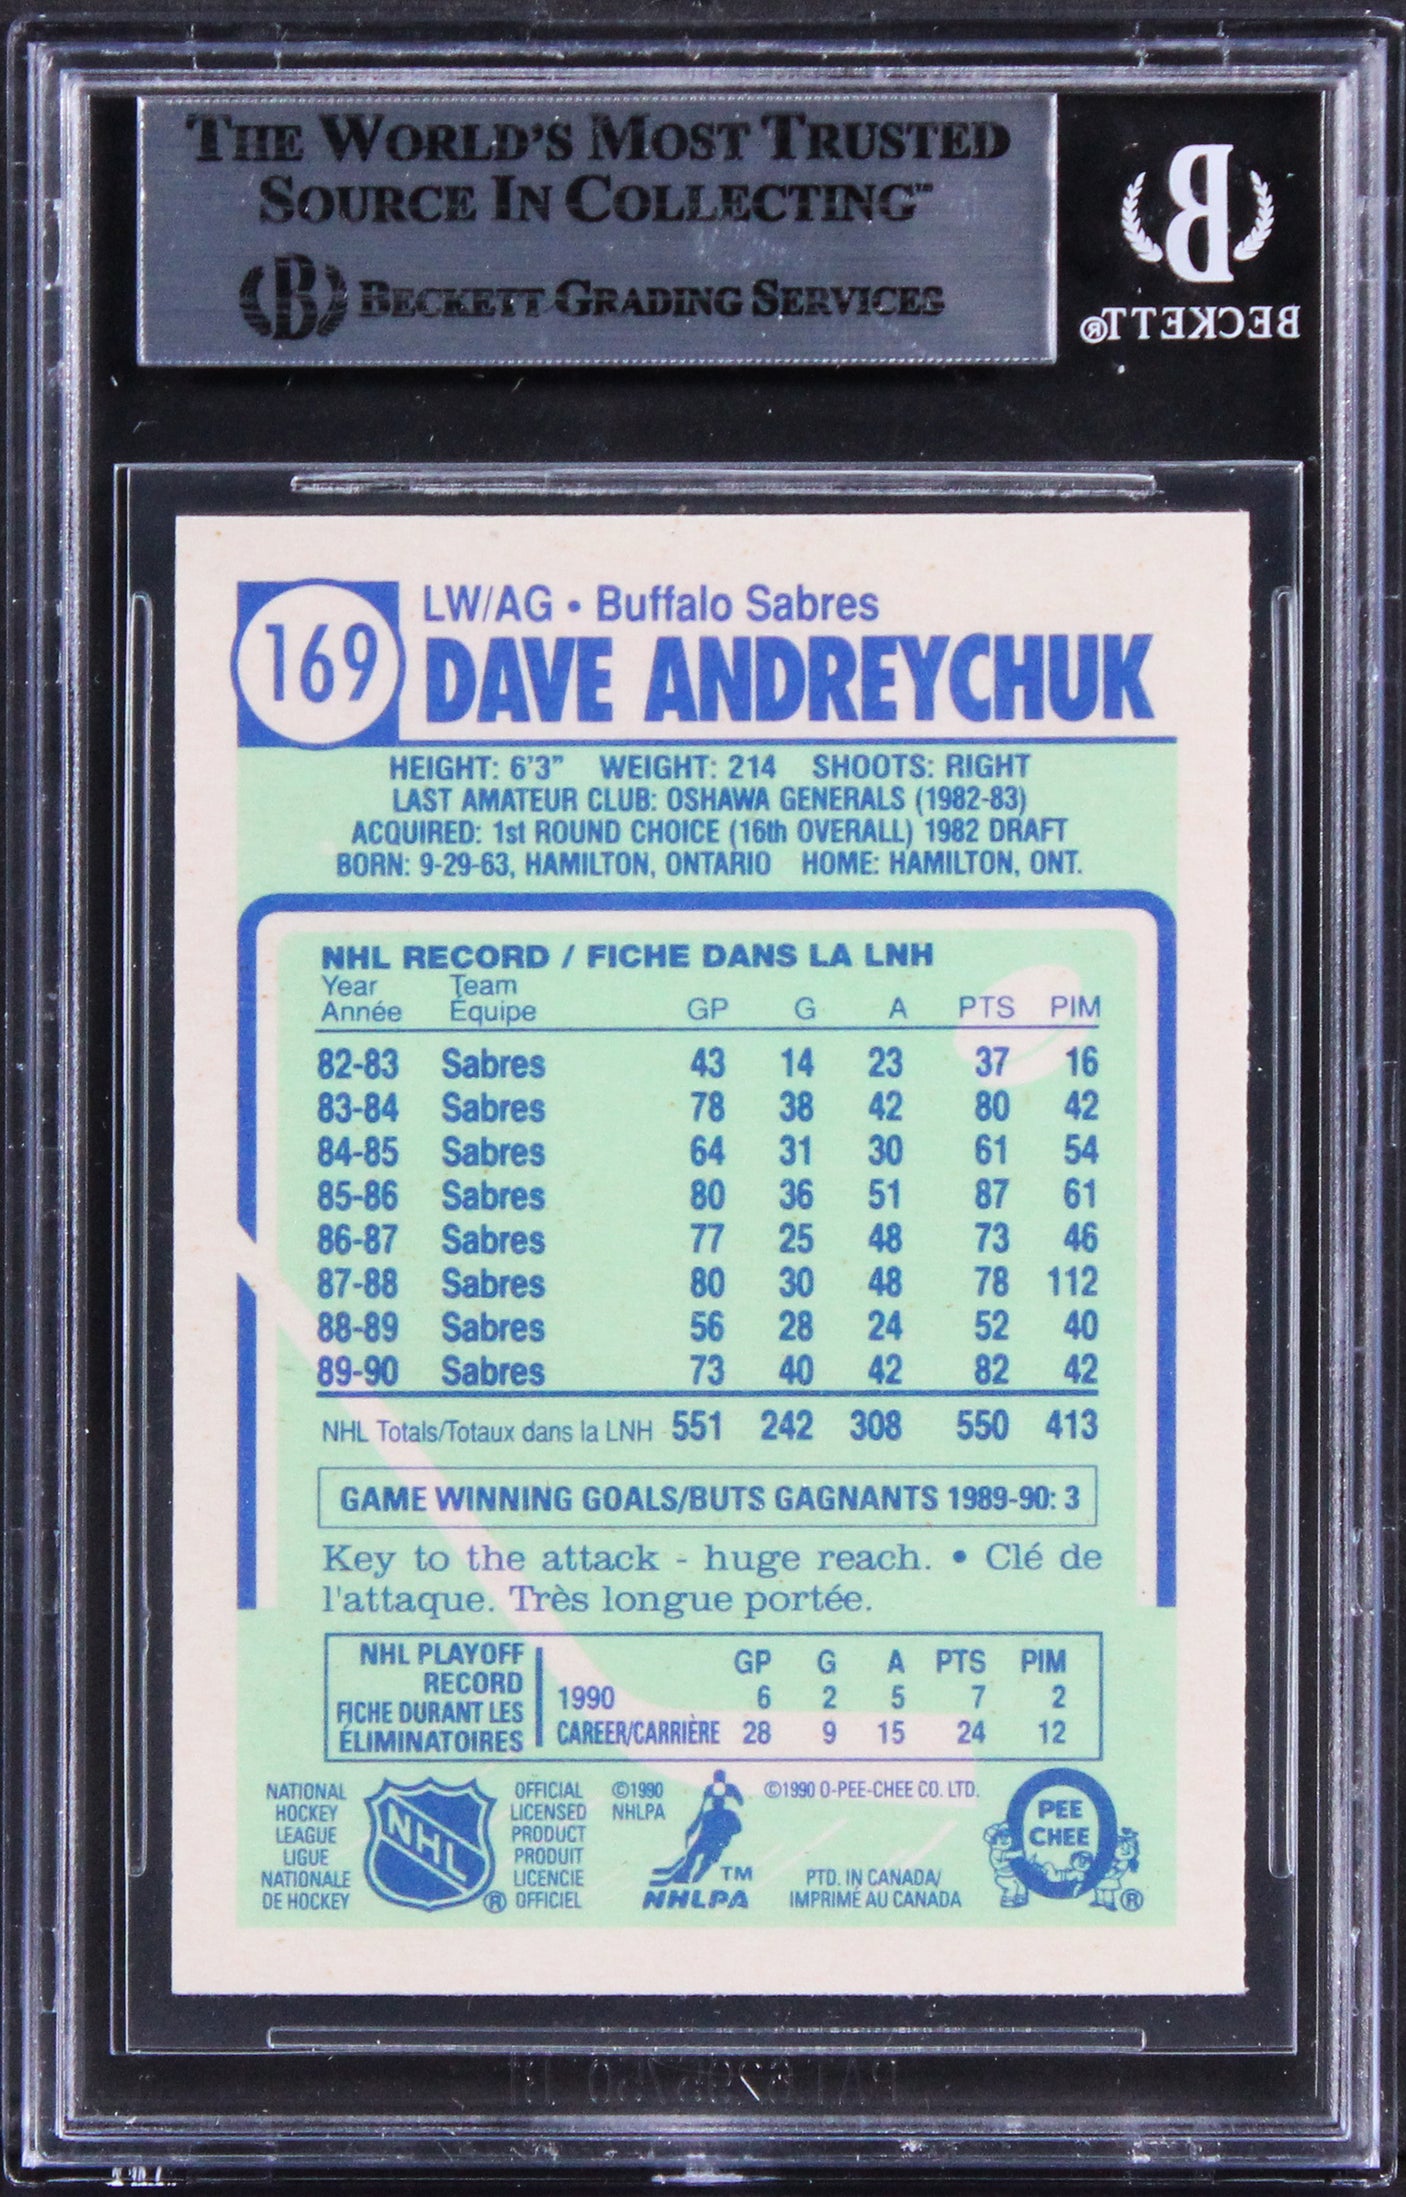 THE WORLD'S MOST TRUSTED
SOURCE IN COLLECTING™
B BECKETT GRADING SERVICES
B
BECKETT®
169
LW/AG • Buffalo Sabres
DAVE ANDREYCHUK
HEIGHT: 6'3" WEIGHT: 214 SHOOTS: RIGHT
LAST AMATEUR CLUB: OSHAWA GENERALS (1982-83)
ACQUIRED: 1st ROUND CHOICE (16th OVERALL) 1982 DRAFT
BORN: 9-29-63, HAMILTON, ONTARIO HOME: HAMILTON, ONT.
NHL RECORD / FICHE DANS LA LNH
Year Team
Année Équipe GP G A PTS PIM
82-83 Sabres 43 14 23 37 16
83-84 Sabres 78 38 42 80 42
84-85 Sabres 64 31 30 61 54
85-86 Sabres 80 36 51 87 61
86-87 Sabres 77 25 48 73 46
87-88 Sabres 80 30 48 78 112
88-89 Sabres 56 28 24 52 40
89-90 Sabres 73 40 42 82 42
NHL Totals/Totaux dans la LNH 551 242 308 550 413
GAME WINNING GOALS/BUTS GAGNANTS 1989-90: 3
Key to the attack - huge reach. • Clé de
l'attaque. Très longue portée.
NHL PLAYOFF
RECORD
FICHE DURANT LES
ÉLIMINATOIRES
GP G A PTS PIM
1990 6 2 5 7 2
CAREER/CARRIÈRE 28 9 15 24 12
NATIONAL
HOCKEY
LEAGUE
LIGUE
NATIONALE
DE HOCKEY
NHL
®
OFFICIAL
LICENSED
PRODUCT
PRODUIT
LICENCIE
OFFICIEL
©1990
NHLPA
TM
NHLPA
©1990 O-PEE-CHEE CO. LTD.
PTD. IN CANADA/
IMPRIMÉ AU CANADA
O
PEE
CHEE
®